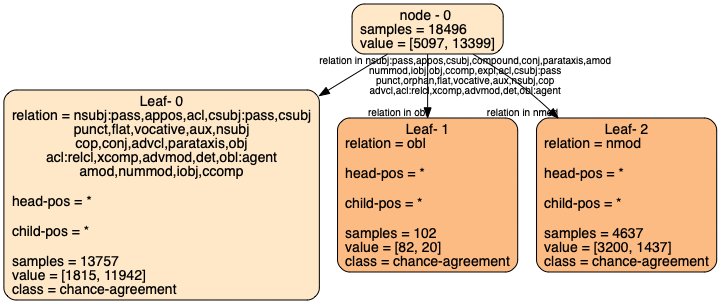 node - 0
samples = 18496
value = [5097, 13399]
relation in nsubj:pass,appos,csubj,compound,conj,parataxis,amod
nummod,iobj,obj,ccomp,expl,acl,csubj:pass
punct,orphan,flat,vocative,aux,nsubj,cop
advcl,acl:relcl,xcomp,advmod,det,obl:agent
relation in obl
relation in nmod
Leaf- 0
relation = nsubj:pass,appos,acl,csubj:pass,csubj
punct,flat,vocative,aux,nsubj
cop,conj,advcl,parataxis,obj
acl:relcl,xcomp,advmod,det,obl:agent
amod,nummod,iobj,ccomp
head-pos = *
child-pos = *
samples = 13757
value = [1815, 11942]
class = chance-agreement
Leaf- 1
relation = obl
head-pos = *
child-pos = *
samples = 102
value = [82, 20]
class = chance-agreement
Leaf- 2
relation = nmod
head-pos = *
child-pos = *
samples = 4637
value = [3200, 1437]
class = chance-agreement